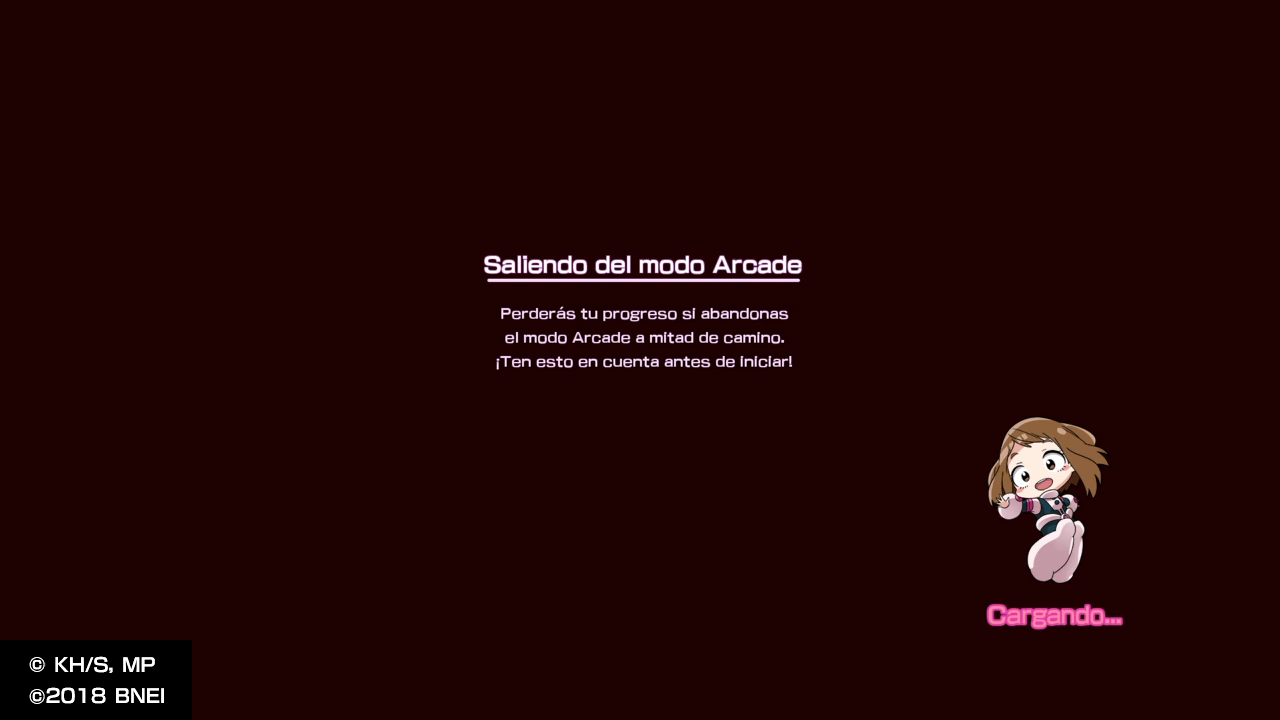 Saliendo del modo Arcade
Perderás tu progreso si abandonas
el modo Arcade a mitad de camino.
¡Ten esto en cuenta antes de iniciar!
Cargando...
© KH/S, MP
©2018 BNEI